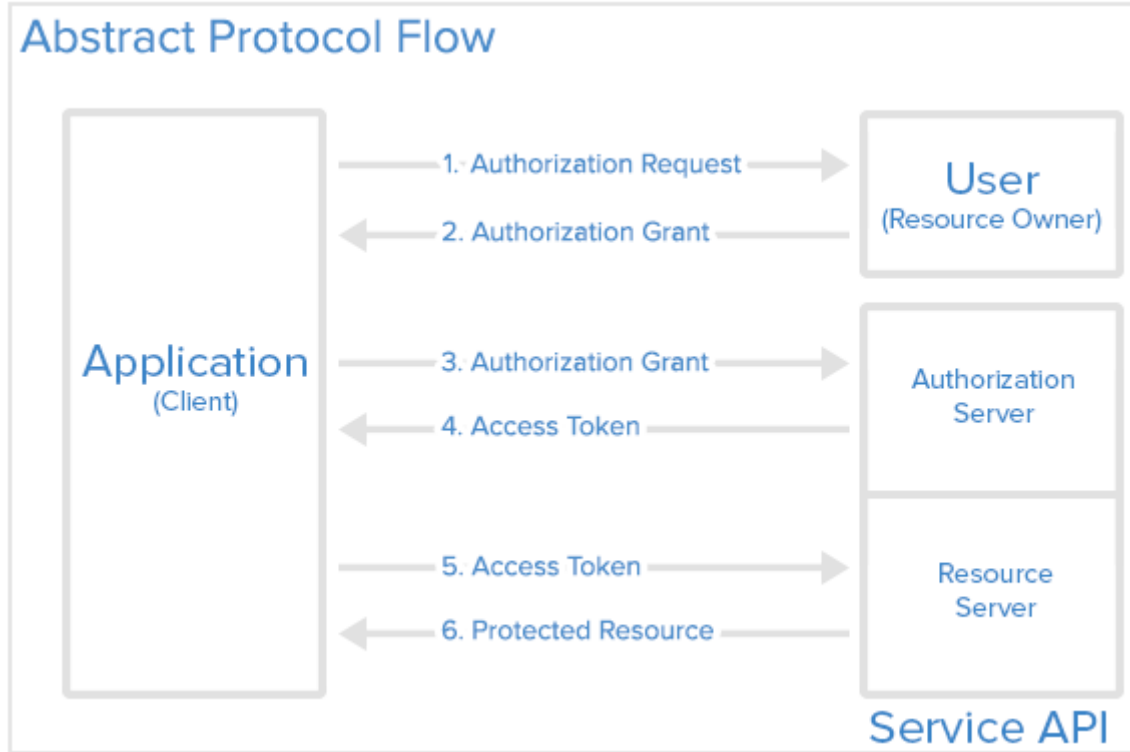 Abstract Protocol Flow
1. Authorization Request
User
(Resource Owner)
2. Authorization Grant
Application
(Client)
3. Authorization Grant
Authorization
Server
4. Access Token
5. Access Token
Resource
Server
6. Protected Resource
Service API